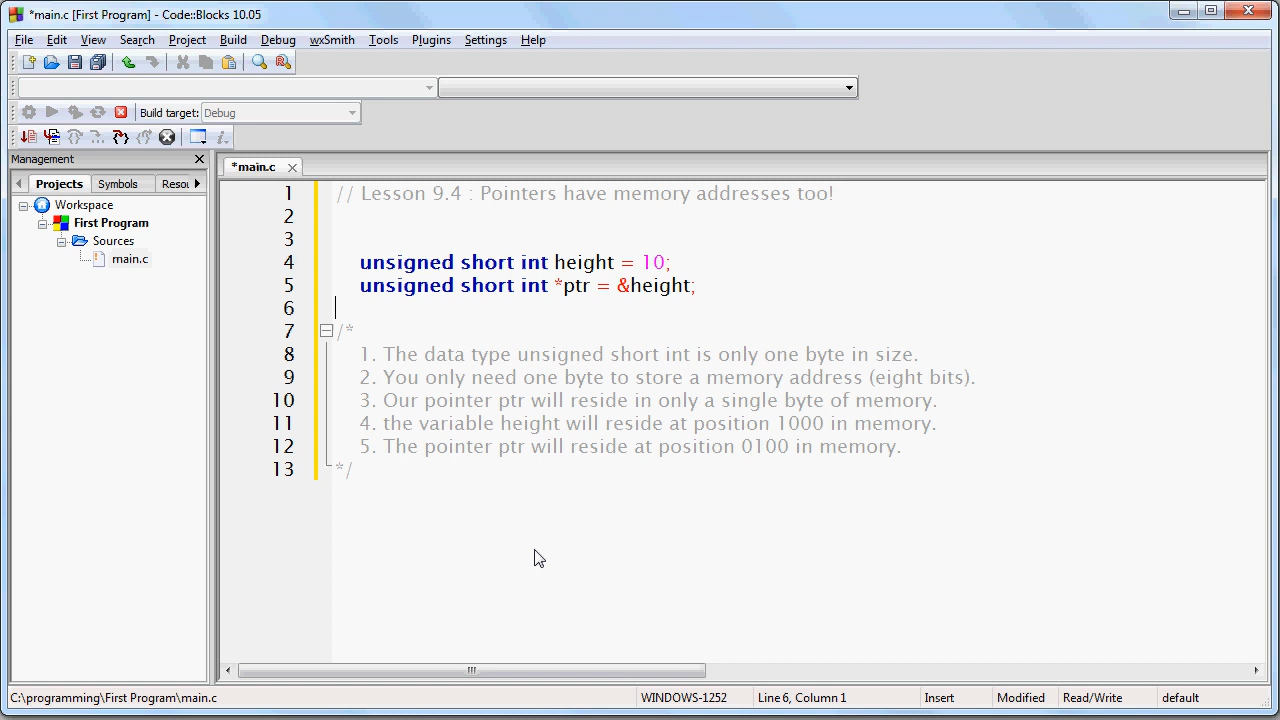 *main.c [First Program] - Code::Blocks 10.05
File Edit View Search Project Build Debug wxSmith Tools Plugins Settings Help
Build target: Debug
Management
*main.c
Projects Symbols Resou
Workspace
First Program
Sources
main.c
1 // Lesson 9.4 : Pointers have memory addresses too!
2
3
4 unsigned short int height = 10;
5 unsigned short int *ptr = &height;
6
7 /*
8 1. The data type unsigned short int is only one byte in size.
9 2. You only need one byte to store a memory address (eight bits).
10 3. Our pointer ptr will reside in only a single byte of memory.
11 4. the variable height will reside at position 1000 in memory.
12 5. The pointer ptr will reside at position 0100 in memory.
13 */
C:\programming\First Program\main.c WINDOWS-1252 Line 6, Column 1 Insert Modified Read/Write default